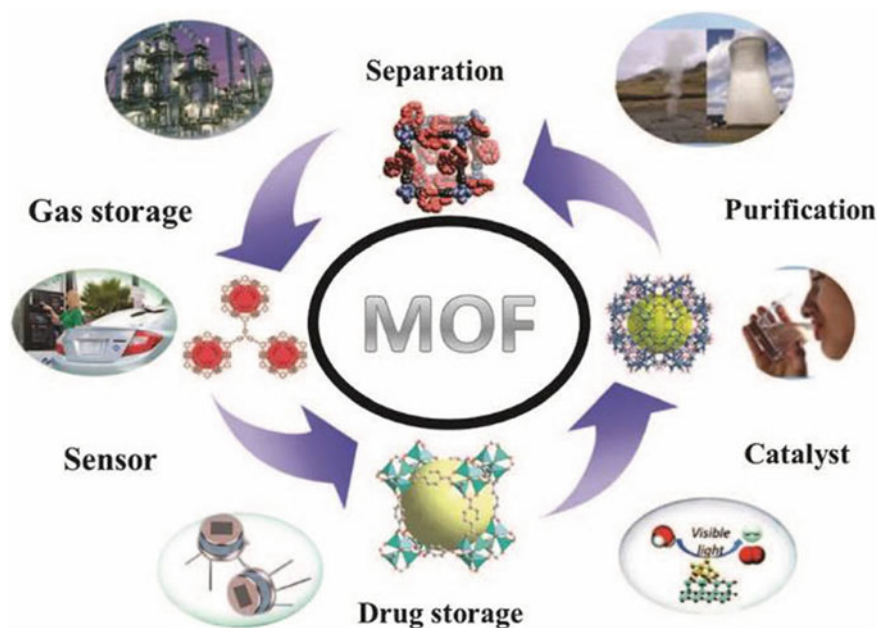 Separation
Gas storage
Purification
MOF
Sensor
Catalyst
Visible
light
Drug storage